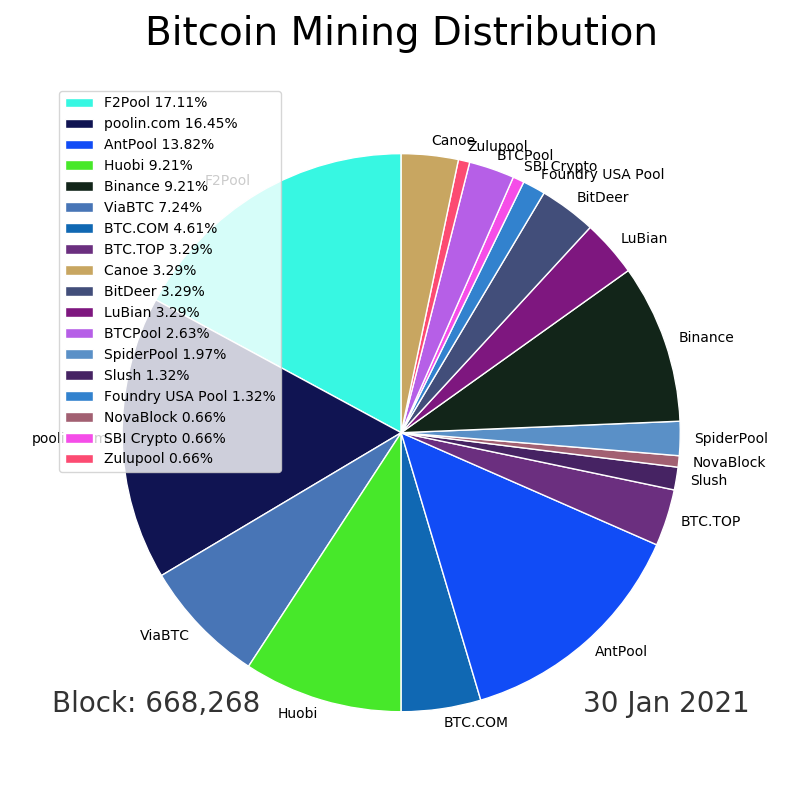 Bitcoin Mining Distribution
F2Pool 17.11%
poolin.com 16.45%
AntPool 13.82%
Huobi 9.21%
Binance 9.21%
ViaBTC 7.24%
BTC.COM 4.61%
BTC.TOP 3.29%
Canoe 3.29%
BitDeer 3.29%
LuBian 3.29%
BTCPool 2.63%
SpiderPool 1.97%
Slush 1.32%
Foundry USA Pool 1.32%
NovaBlock 0.66%
SBI Crypto 0.66%
Zulupool 0.66%
F2Pool
Canoe
Zulupool
BTCPool
SBI Crypto
Foundry USA Pool
BitDeer
LuBian
Binance
SpiderPool
NovaBlock
Slush
BTC.TOP
AntPool
BTC.COM
Huobi
ViaBTC
Block: 668,268
30 Jan 2021